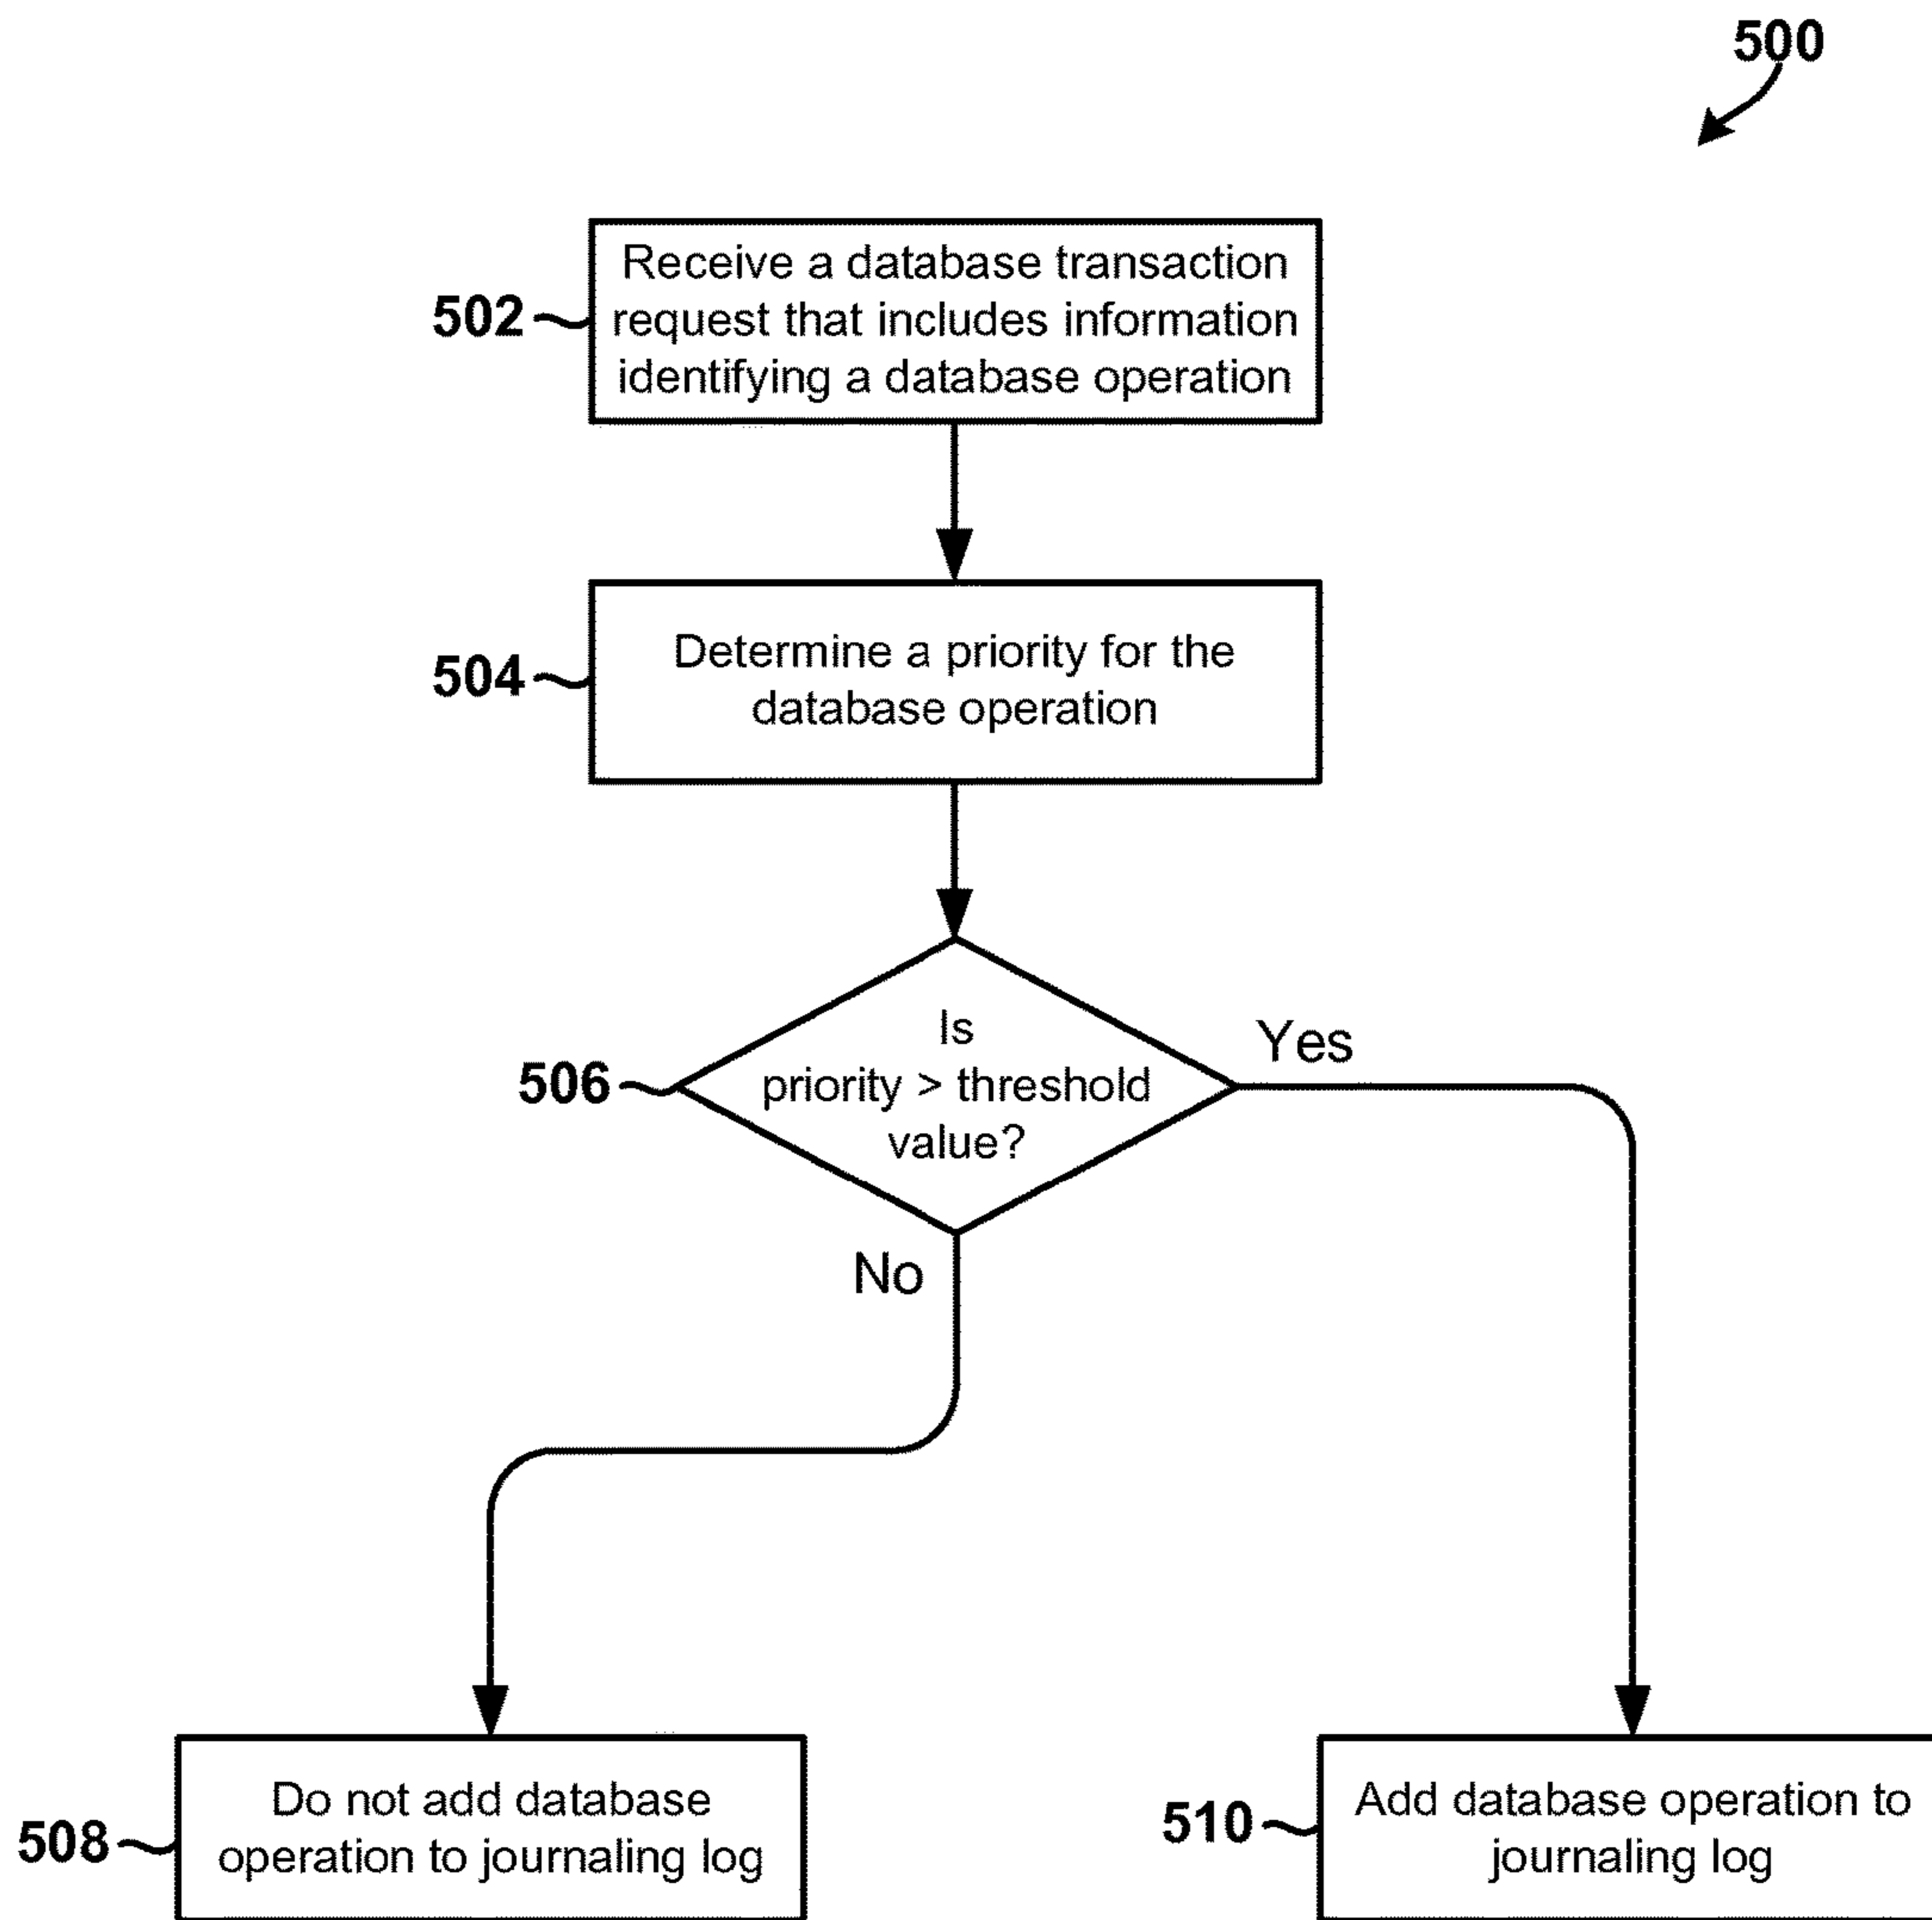 500
Receive a database transaction
request that includes information
identifying a database operation
502
Determine a priority for the
database operation
504
Is
priority > threshold
value?
506
Yes
No
Do not add database
operation to journaling log
508
Add database operation to
journaling log
510